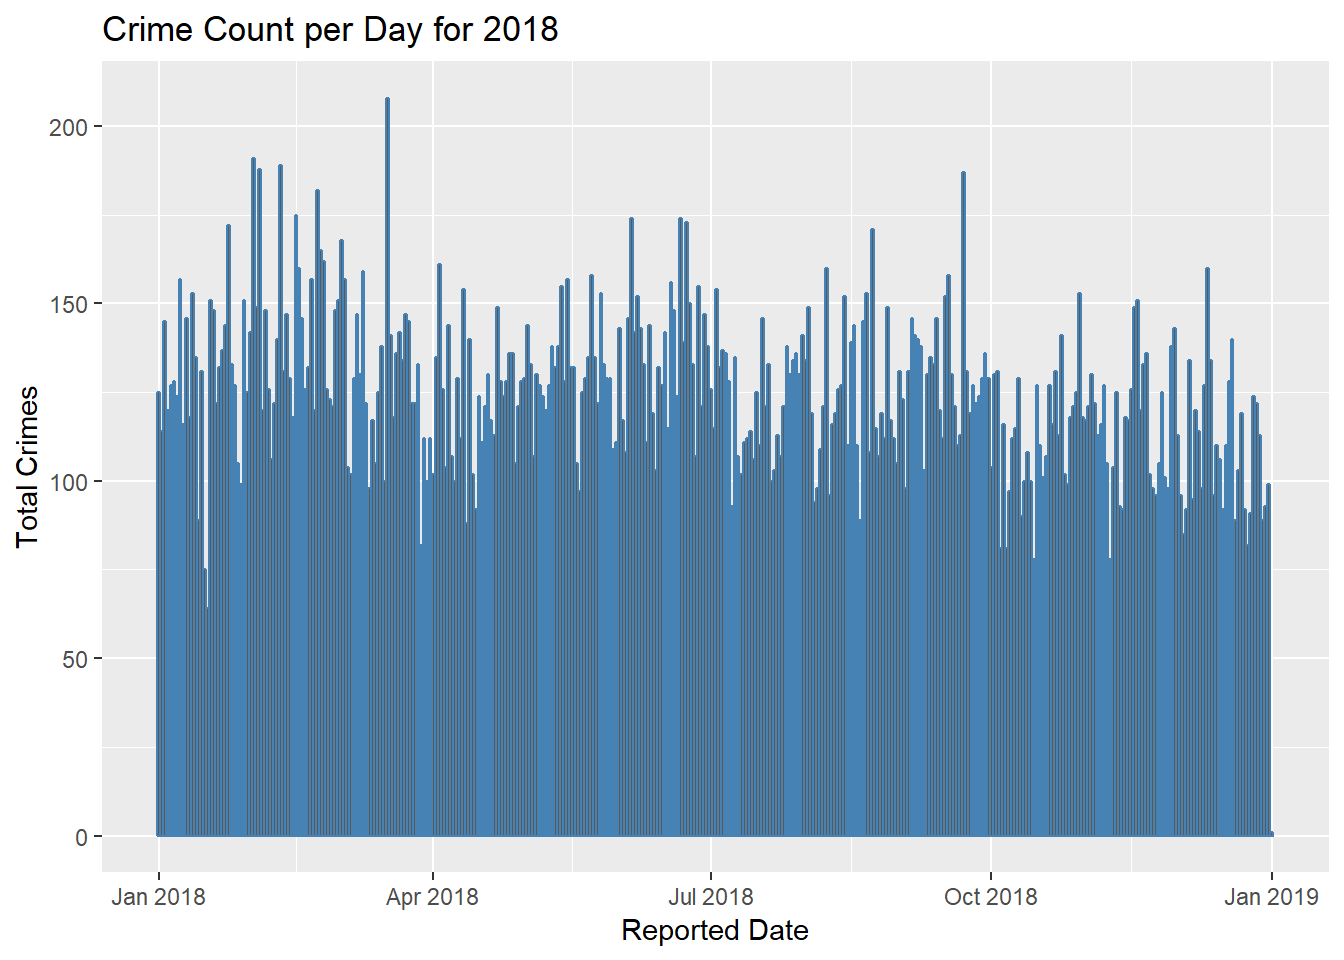 Crime Count per Day for 2018
200
150
100
50
0
Total Crimes
Jan 2018 Apr 2018 Jul 2018 Oct 2018 Jan 2019
Reported Date